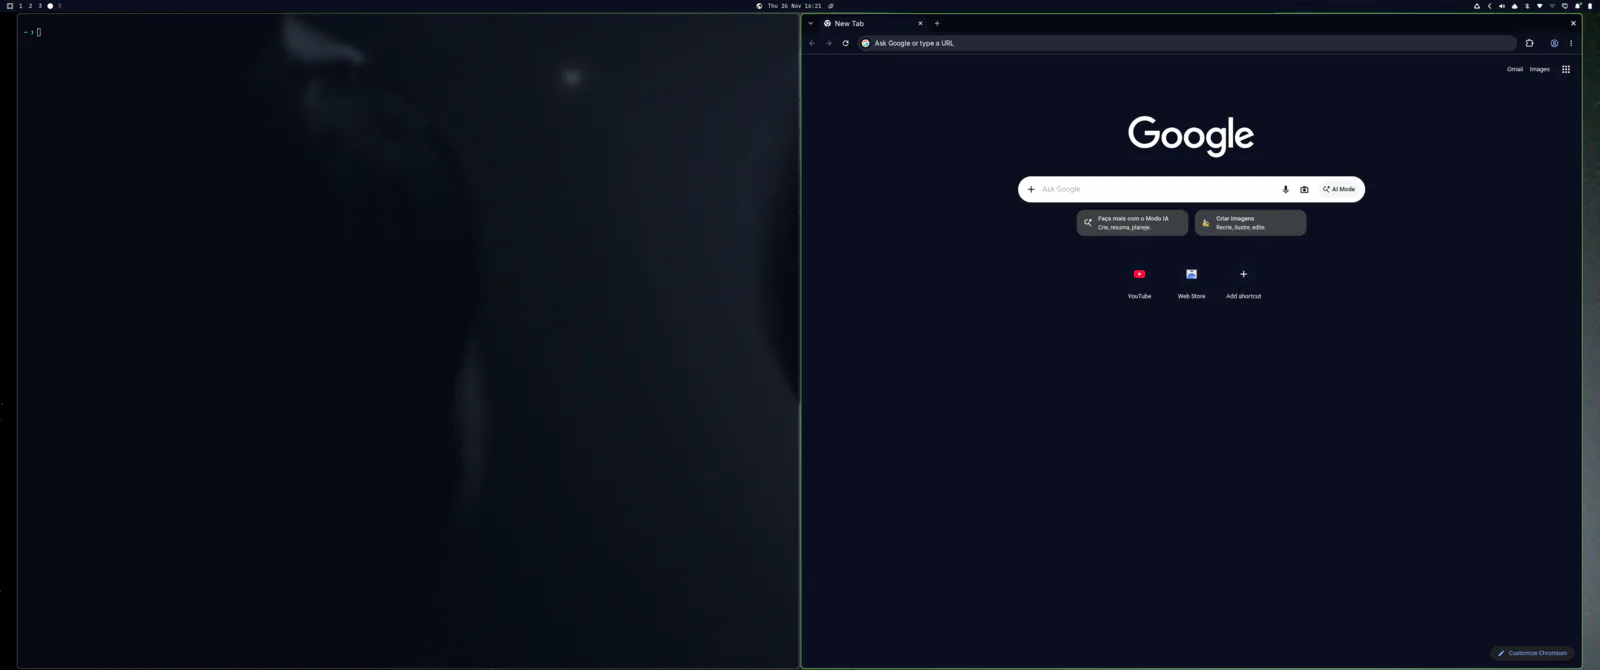 1 2 3 5
Thu 26 Nov 16:21
~ ❯
New Tab
Ask Google or type a URL
Gmail Images
Google
Ask Google
AI Mode
Faça mais com o Modo IA
Crie, resuma, planeje.
Criar imagens
Recrie, ilustre, edite.
YouTube
Web Store
Add shortcut
Customize Chromium